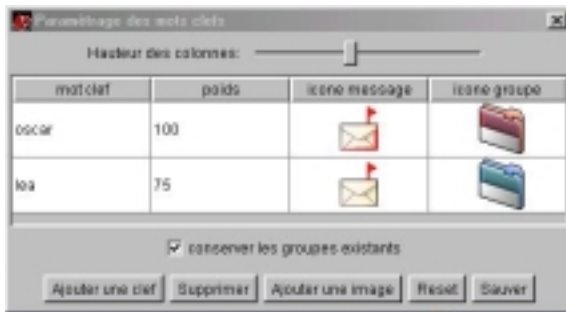 Paramétrage des mots clefs
Hauteur des colonnes:
mot clef poids icone message icone groupe
oscar 100
lea 75
conserver les groupes existants
Ajouter une clef Supprimer Ajouter une image Reset Sauver